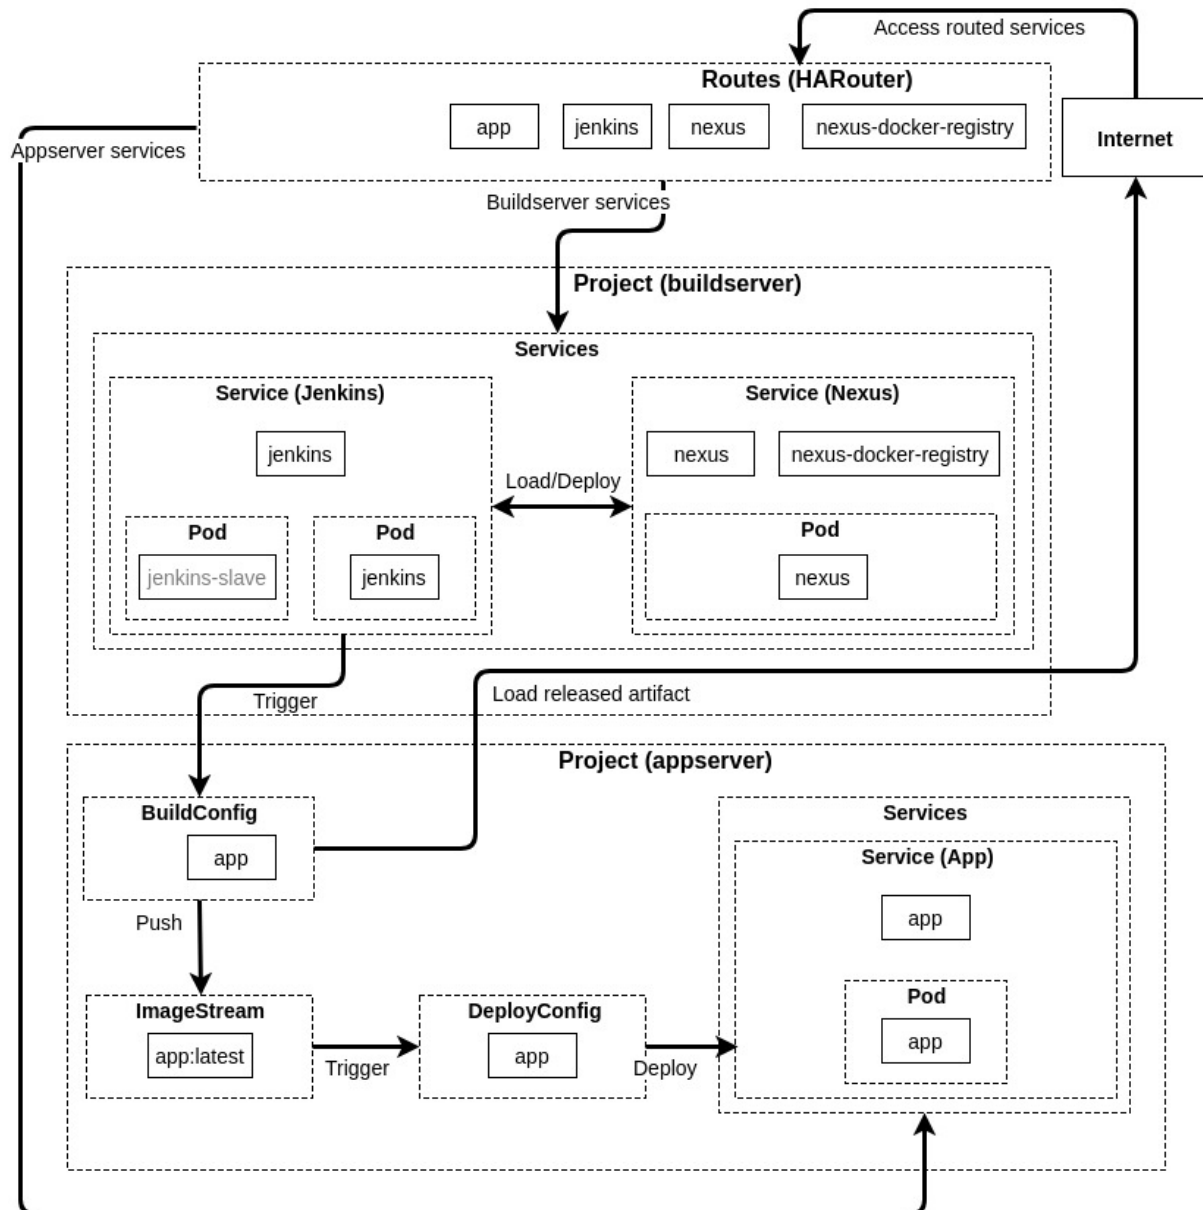 Access routed services
Routes (HARouter)
app
jenkins
nexus
nexus-docker-registry
Internet
Appserver services
Buildserver services
Project (buildserver)
Services
Service (Jenkins)
jenkins
Pod
jenkins-slave
Pod
jenkins
Load/Deploy
Service (Nexus)
nexus
nexus-docker-registry
Pod
nexus
Trigger
Load released artifact
Project (appserver)
BuildConfig
app
Push
ImageStream
app:latest
Trigger
DeployConfig
app
Deploy
Services
Service (App)
app
Pod
app